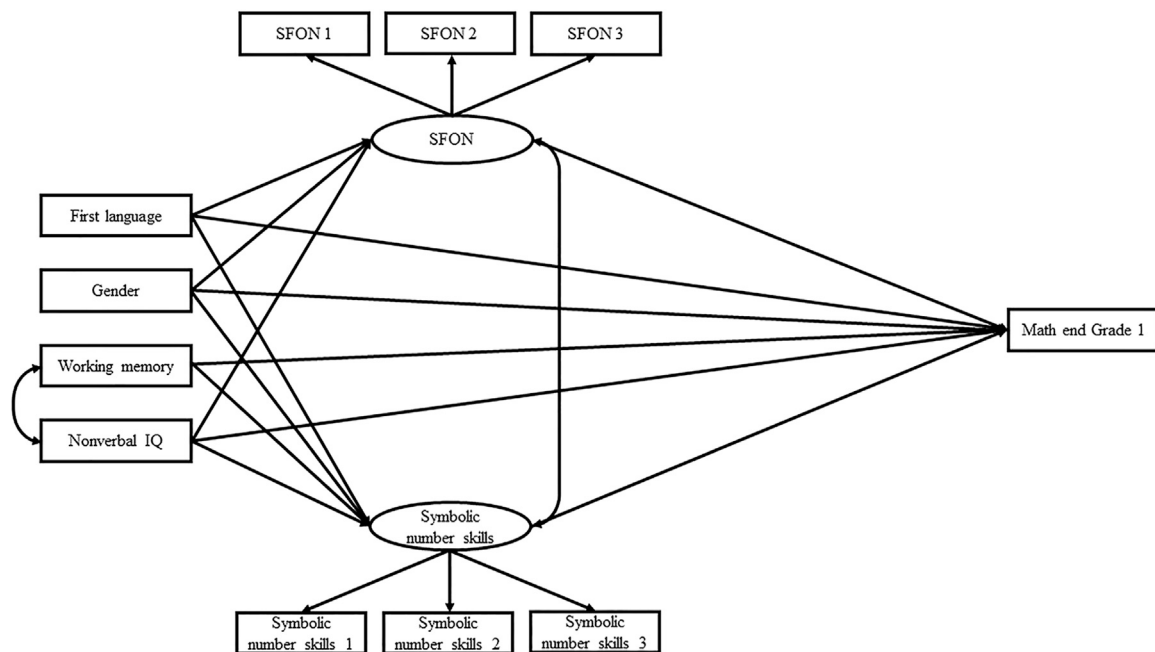 SFON 1
SFON 2
SFON 3
SFON
First language
Gender
Working memory
Nonverbal IQ
Math end Grade 1
Symbolic
number skills
Symbolic
number skills 1
Symbolic
number skills 2
Symbolic
number skills 3